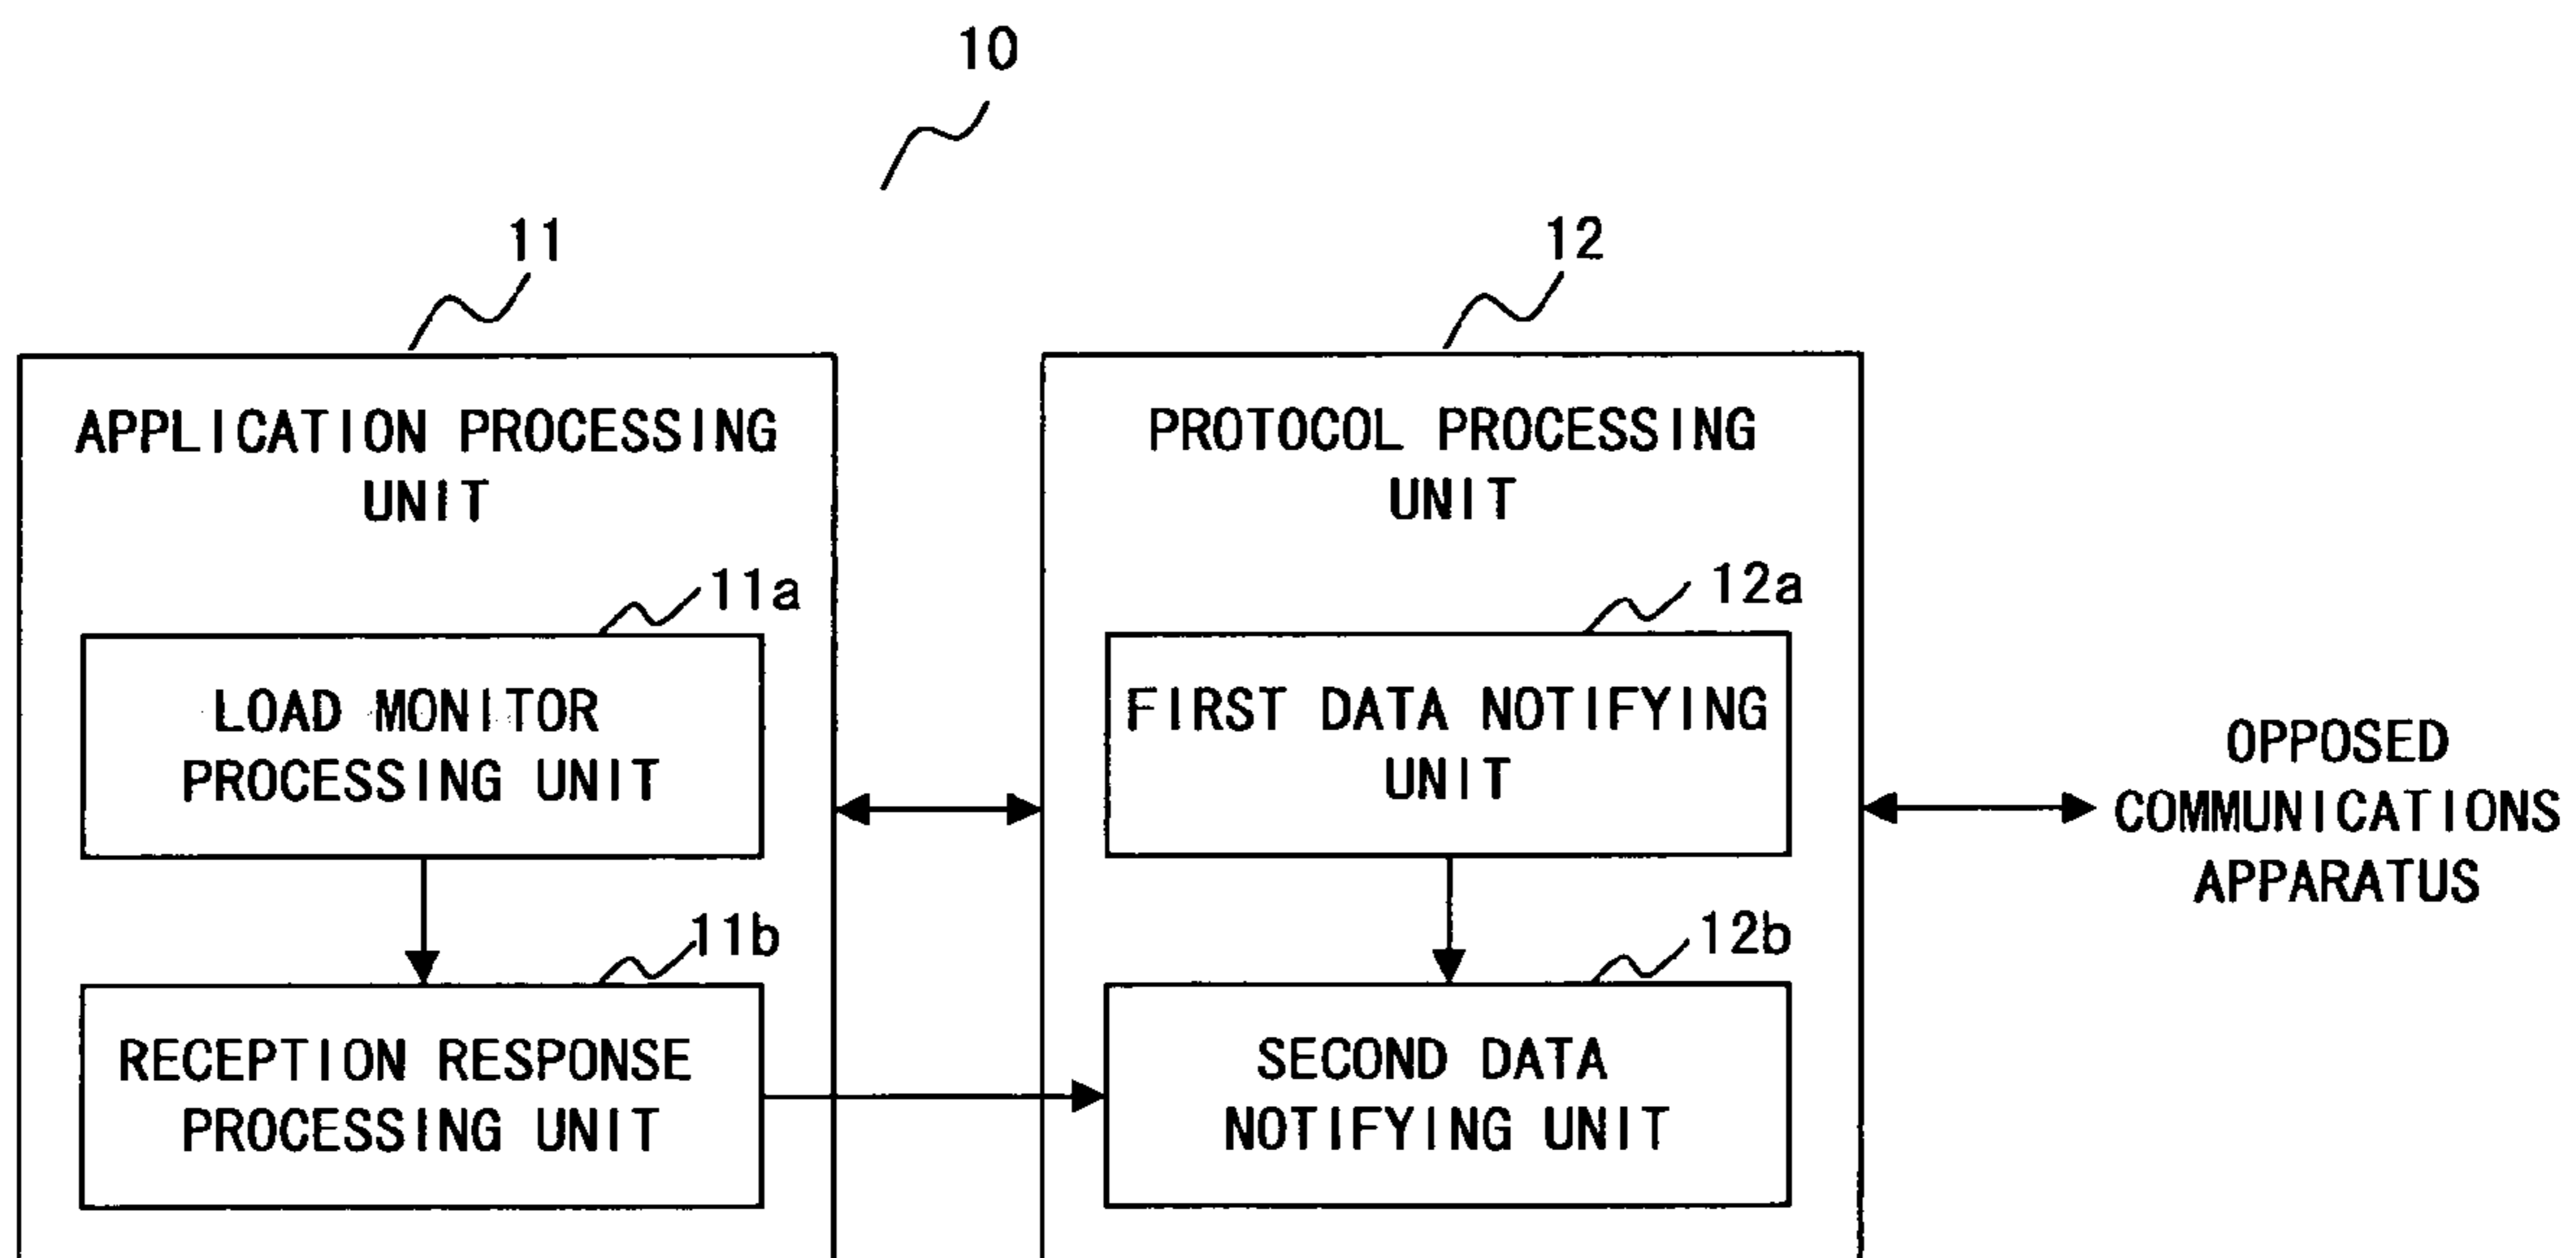 10
11
12
APPLICATION PROCESSING
UNIT
PROTOCOL PROCESSING
UNIT
11a
12a
LOAD MONITOR
PROCESSING UNIT
FIRST DATA NOTIFYING
UNIT
OPPOSED
COMMUNICATIONS
APPARATUS
11b
12b
RECEPTION RESPONSE
PROCESSING UNIT
SECOND DATA
NOTIFYING UNIT